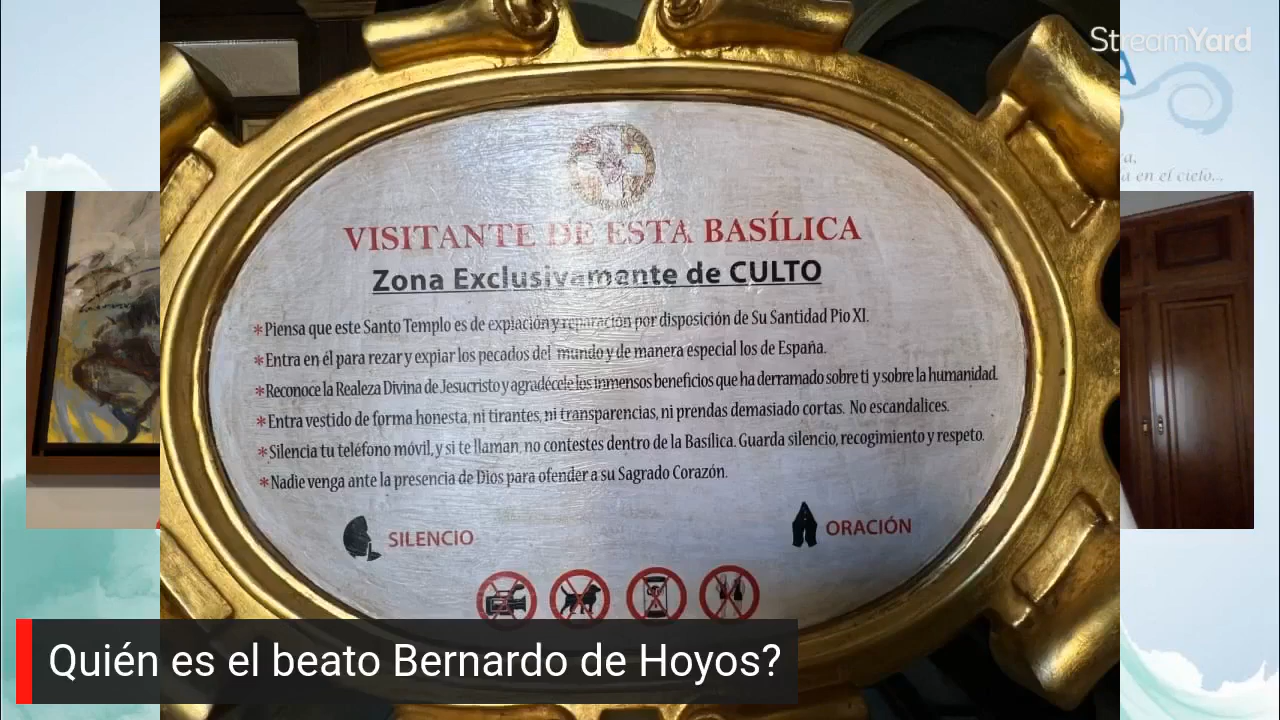 StreamYard
A
a,
a en el cielo...
VISITANTE DE ESTA BASÍLICA
Zona Exclusivamente de CULTO
*Piensa que este Santo Templo es de expiación y reparación por disposición de Su Santidad Pio XI.
*Entra en él para rezar y expiar los pecados del mundo y de manera especial los de España.
*Reconoce la Realeza Divina de Jesucristo y agradécele los inmensos beneficios que ha derramado sobre ti y sobre la humanidad.
*Entra vestido de forma honesta, ni tirantes, ni transparencias, ni prendas demasiado cortas. No escandalices.
*Silencia tu teléfono móvil, y si te llaman, no contestes dentro de la Basílica. Guarda silencio, recogimiento y respeto.
*Nadie venga ante la presencia de Dios para ofender a su Sagrado Corazón.
SILENCIO
ORACIÓN
Quién es el beato Bernardo de Hoyos?